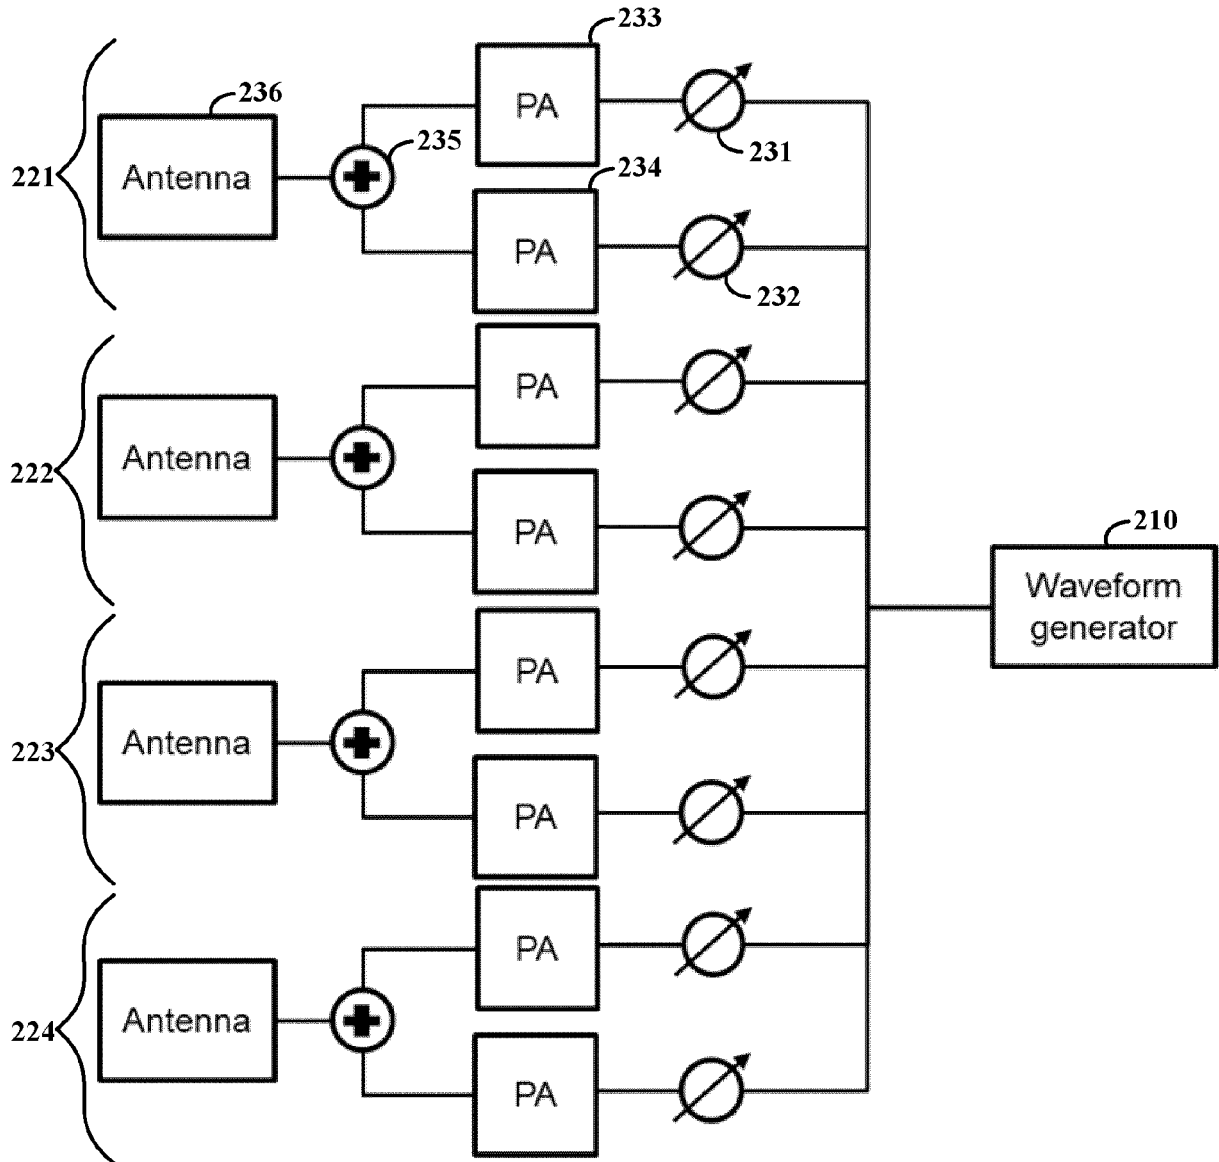 233
PA
236
235
231
221
Antenna
234
PA
232
PA
222
Antenna
PA
210
Waveform
generator
PA
223
Antenna
PA
PA
224
Antenna
PA